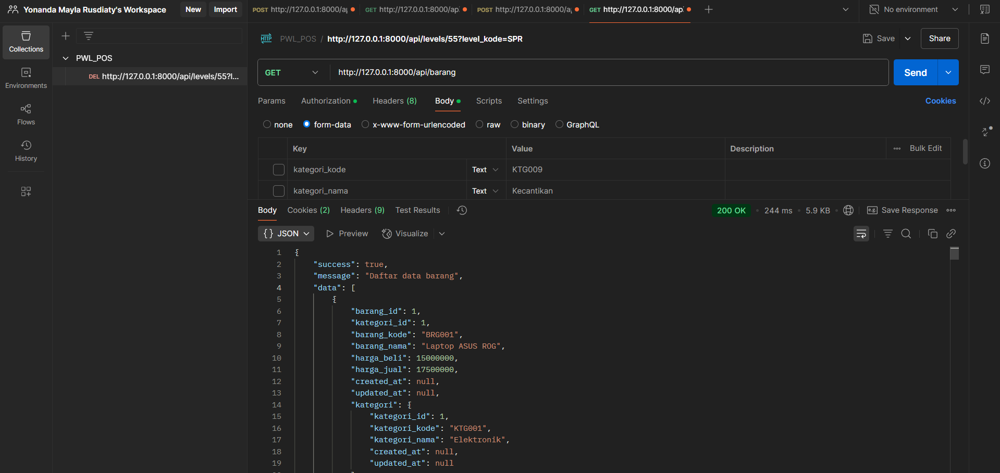 Yonanda Mayla Rusdiaty's Workspace New Import
POST http://127.0.0.1:8000/a GET http://127.0.0.1:8000/ap POST http://127.0.0.1:8000/a GET http://127.0.0.1:8000/ap No environment
Collections
Environments
Flows
History
PWL_POS
DEL http://127.0.0.1:8000/api/levels/55?l...
HTTP PWL_POS / http://127.0.0.1:8000/api/levels/55?level_kode=SPR Save Share
GET http://127.0.0.1:8000/api/barang Send
Params Authorization Headers (8) Body Scripts Settings Cookies
none form-data x-www-form-urlencoded raw binary GraphQL
Key Value Description Bulk Edit
kategori_kode Text KTG009
kategori_nama Text Kecantikan
Body Cookies (2) Headers (9) Test Results 200 OK • 244 ms • 5.9 KB • e.g. Save Response
{} JSON Preview Visualize
1 {
2 "success": true,
3 "message": "Daftar data barang",
4 "data": [
5 {
6 "barang_id": 1,
7 "kategori_id": 1,
8 "barang_kode": "BRG001",
9 "barang_nama": "Laptop ASUS ROG",
10 "harga_beli": 15000000,
11 "harga_jual": 17500000,
12 "created_at": null,
13 "updated_at": null,
14 "kategori": {
15 "kategori_id": 1,
16 "kategori_kode": "KTG001",
17 "kategori_nama": "Elektronik",
18 "created_at": null,
19 "updated_at": null